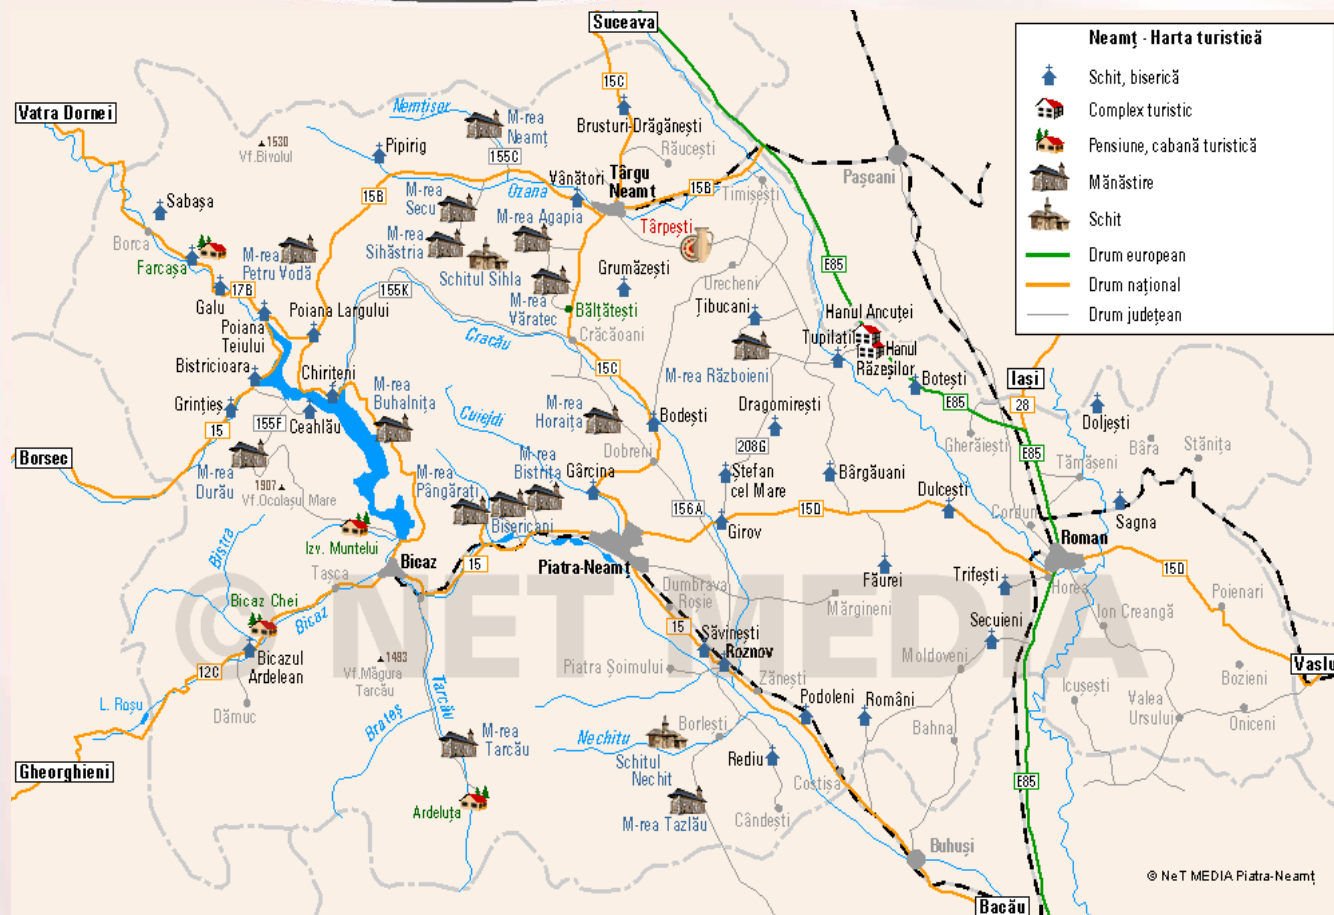 Suceava
Neamț - Harta turistică
Schit, biserică
Complex turistic
Pensiune, cabană turistică
Mănăstire
Schit
Drum european
Drum național
Drum județean
Vatra Dornei
Nemțisor
M-rea
Neamț
15C
Brusturi-Drăgănești
Răucești
1530
Vf.Bivolul
Pipirig
155C
Pașcani
15B
Ozana
Vânători
Târgu
Neamț
15B
Timișești
Sabașa
M-rea
Secu
M-rea Agapia
Târpești
Borca
M-rea
Petru Vodă
M-rea
Sihăstria
Schitul Sihla
Grumăzești
Urecheni
E85
Farcașa
17B
155K
M-rea
Văratec
Galu
Poiana
Teiului
Poiana Largului
Bălțătești
Țibucani
Hanul Ancuței
Cracău
Crăcăoani
Tupilați
Hanul
Răzeșilor
Bistricioara
Chirițeni
15C
M-rea Războieni
Botești
Iași
Grințieș
M-rea
Buhalnița
Cuiejdi
E85
28
15
155F
Ceahlău
M-rea
Horaița
Bodești
Dragomirești
Doljești
Borsec
M-rea
Durău
Dobreni
208G
Gherăiești
Bâra
Stănița
E85
M-rea
Bistrița
Gârcina
Tămășeni
1907
Vf.Ocolașu Mare
M-rea
Pângărați
Ștefan
cel Mare
Bârgăuani
Dulcești
Bistra
Bisericani
156A
Girov
15D
Cordun
Sagna
Izv. Muntelui
Bicaz
15
Piatra-Neamț
Roman
Tașca
Făurei
Trifești
Horea
15D
Dumbrava
Roșie
Mărgineni
Poienari
© NET MEDIA
Bicaz Chei
Bicaz
15
Secuieni
Ion Creangă
Săvinești
Roznov
Bicazul
Ardelean
12C
1493
Vf.Măgura
Tarcău
Piatra Șoimului
Moldoveni
Vaslu
Zănești
Icușești
Bozieni
L. Roșu
Dămuc
Tarcău
Brateș
Podoleni
Români
Valea
Ursului
Oniceni
M-rea
Tarcău
Nechitu
Borlești
Bahna
Gheorghieni
Schitul
Nechit
Rediu
Costișa
E85
Ardeluța
M-rea Tazlău
Cândești
Buhuși
© NeT MEDIA Piatra-Neamț
Bacău